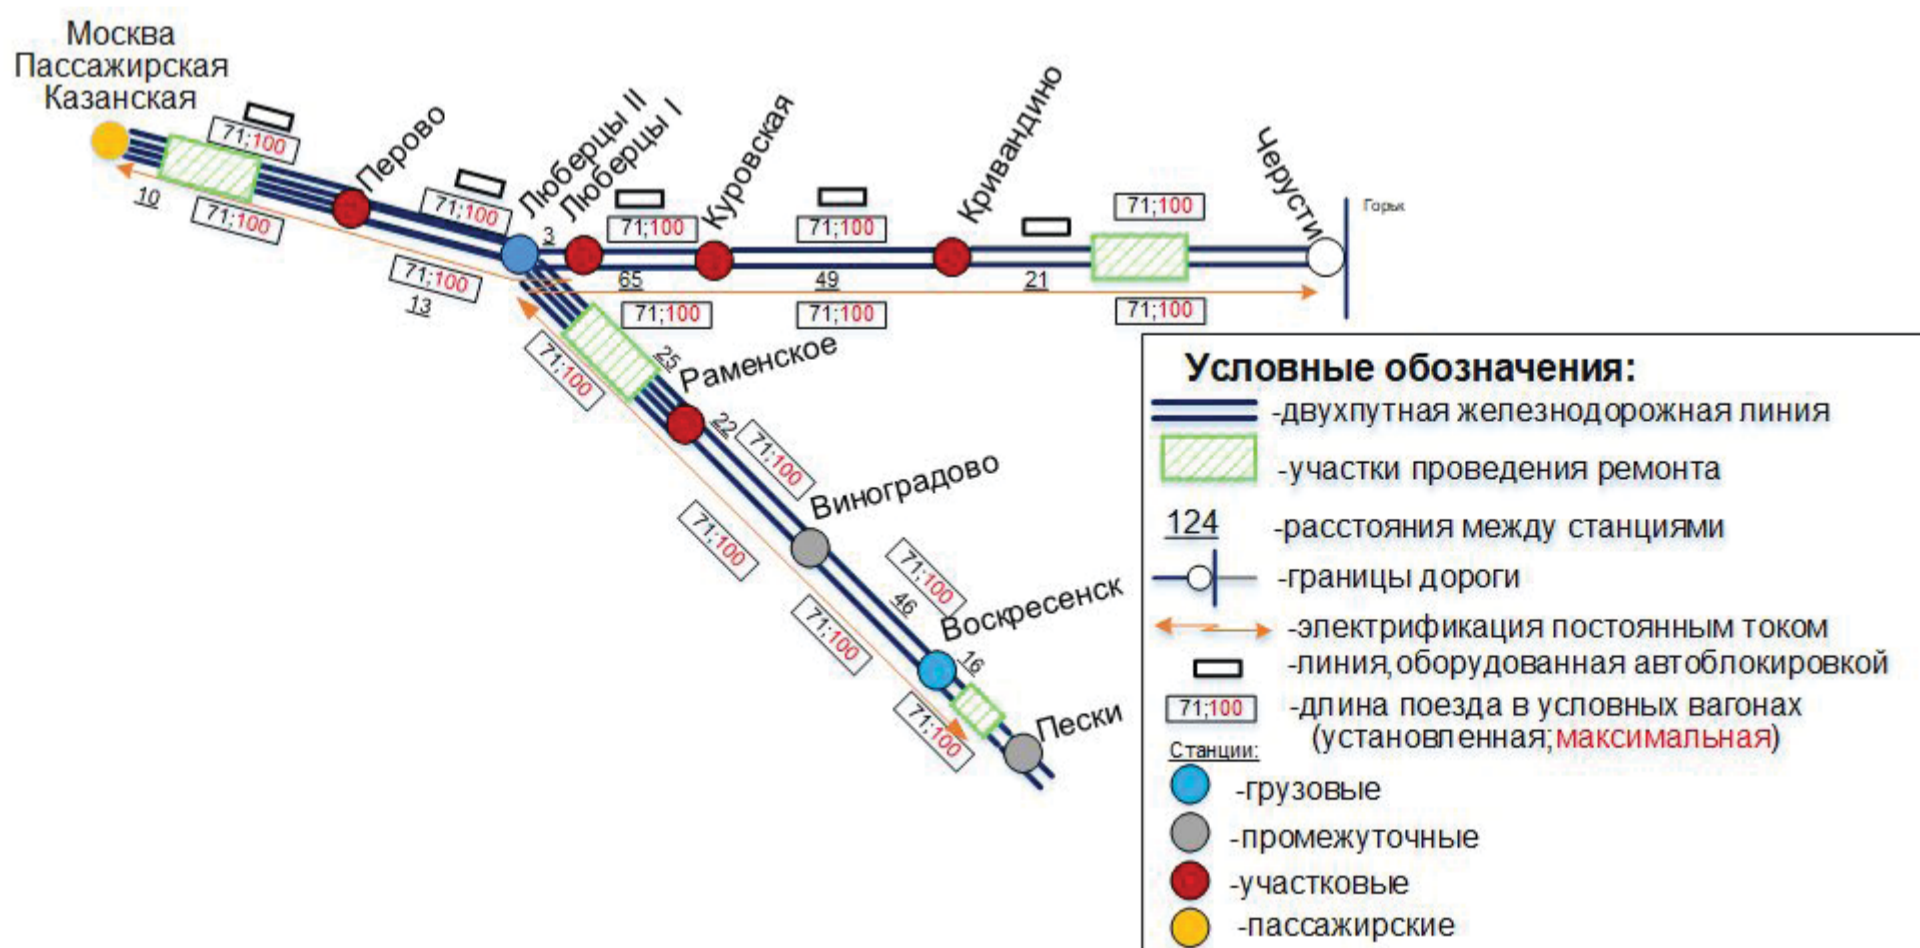 Москва
Пассажирская
Казанская
71;100
10
71;100
Перово
71;100
71;100
13
Люберцы II
Люберцы I
3
71;100
65
71;100
Куровская
71;100
49
71;100
Кривандино
21
71;100
71;100
Черусти
Горьк
25
71;100
Раменское
22
71;100
71;100
Виноградово
71;100
46
71;100
Воскресенск
16
71;100
Пески
Условные обозначения:
-двухпутная железнодорожная линия
-участки проведения ремонта
124
-расстояния между станциями
-границы дороги
-электрификация постоянным током
-линия,оборудованная автоблокировкой
71;100
-длина поезда в условных вагонах
(установленная;максимальная)
Станции:
-грузовые
-промежуточные
-участковые
-пассажирские